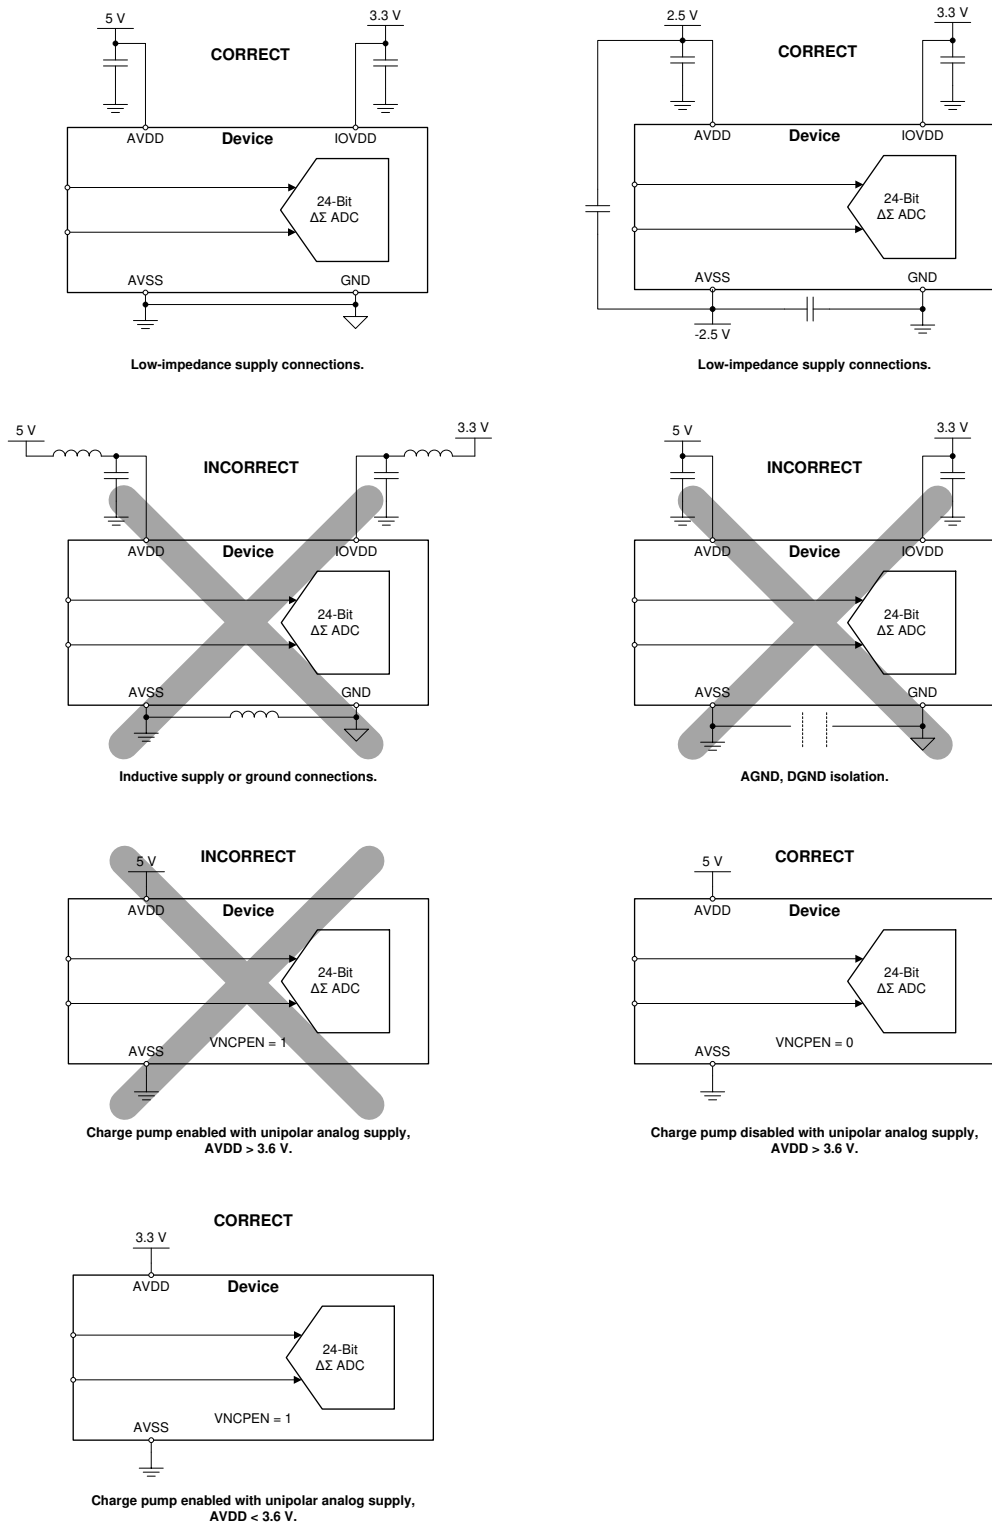 5 V
3.3 V
CORRECT
AVDD
Device
IOVDD
24-Bit
ΔΣ ADC
AVSS
GND
Low-impedance supply connections.
2.5 V
3.3 V
CORRECT
AVDD
Device
IOVDD
24-Bit
ΔΣ ADC
AVSS
GND
-2.5 V
Low-impedance supply connections.
5 V
3.3 V
INCORRECT
AVDD
Device
IOVDD
24-Bit
ΔΣ ADC
AVSS
GND
Inductive supply or ground connections.
5 V
3.3 V
INCORRECT
AVDD
Device
IOVDD
24-Bit
ΔΣ ADC
AVSS
GND
AGND, DGND isolation.
INCORRECT
5 V
AVDD
Device
24-Bit
ΔΣ ADC
VNCPEN = 1
AVSS
Charge pump enabled with unipolar analog supply,
AVDD > 3.6 V.
5 V
CORRECT
AVDD
Device
24-Bit
ΔΣ ADC
VNCPEN = 0
AVSS
Charge pump disabled with unipolar analog supply,
AVDD > 3.6 V.
CORRECT
3.3 V
AVDD
Device
24-Bit
ΔΣ ADC
VNCPEN = 1
AVSS
Charge pump enabled with unipolar analog supply,
AVDD < 3.6 V.